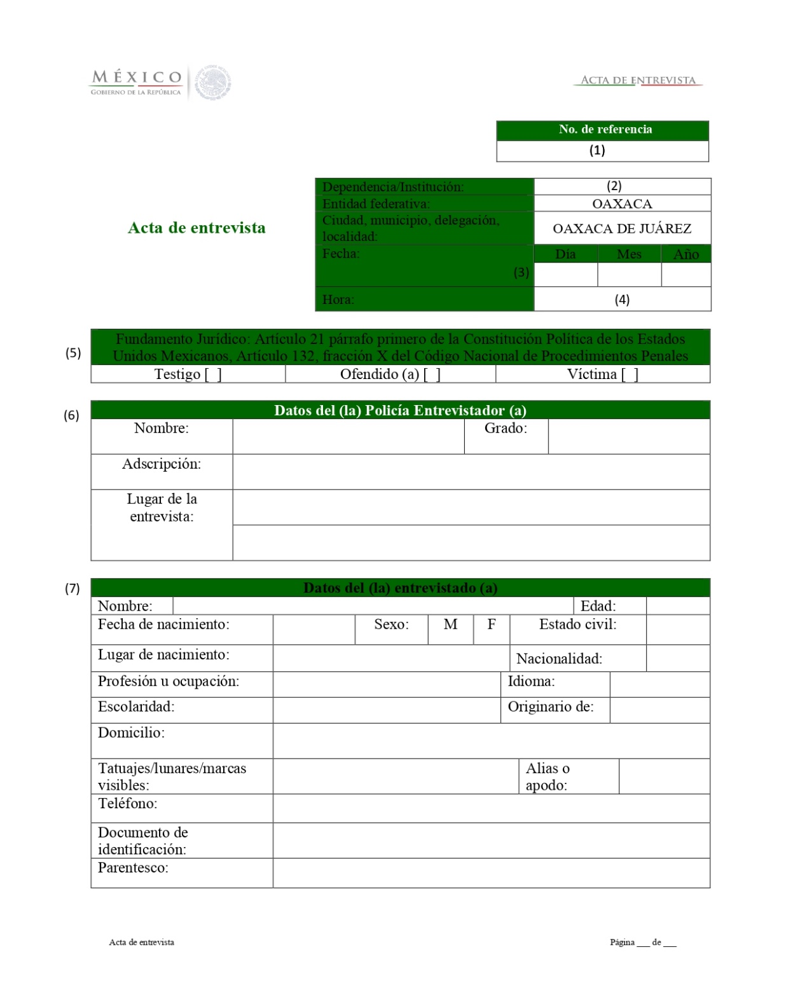 MÉXICO
GOBIERNO DE LA REPÚBLICA
ACTA DE ENTREVISTA
No. de referencia
(1)
Dependencia/Institución: (2)
Entidad federativa: OAXACA
Acta de entrevista
Ciudad, municipio, delegación,
localidad:
OAXACA DE JUÁREZ
Fecha: Día Mes Año
(3)
Hora: (4)
(5)
Fundamento Jurídico: Artículo 21 párrafo primero de la Constitución Política de los Estados
Unidos Mexicanos, Artículo 132, fracción X del Código Nacional de Procedimientos Penales
Testigo [ ] Ofendido (a) [ ] Víctima [ ]
(6) Datos del (la) Policía Entrevistador (a)
Nombre: Grado:
Adscripción:
Lugar de la
entrevista:
(7) Datos del (la) entrevistado (a)
Nombre: Edad:
Fecha de nacimiento: Sexo: M F Estado civil:
Lugar de nacimiento: Nacionalidad:
Profesión u ocupación: Idioma:
Escolaridad: Originario de:
Domicilio:
Tatuajes/lunares/marcas
visibles:
Alias o
apodo:
Teléfono:
Documento de
identificación:
Parentesco:
Acta de entrevista Página ___ de ___